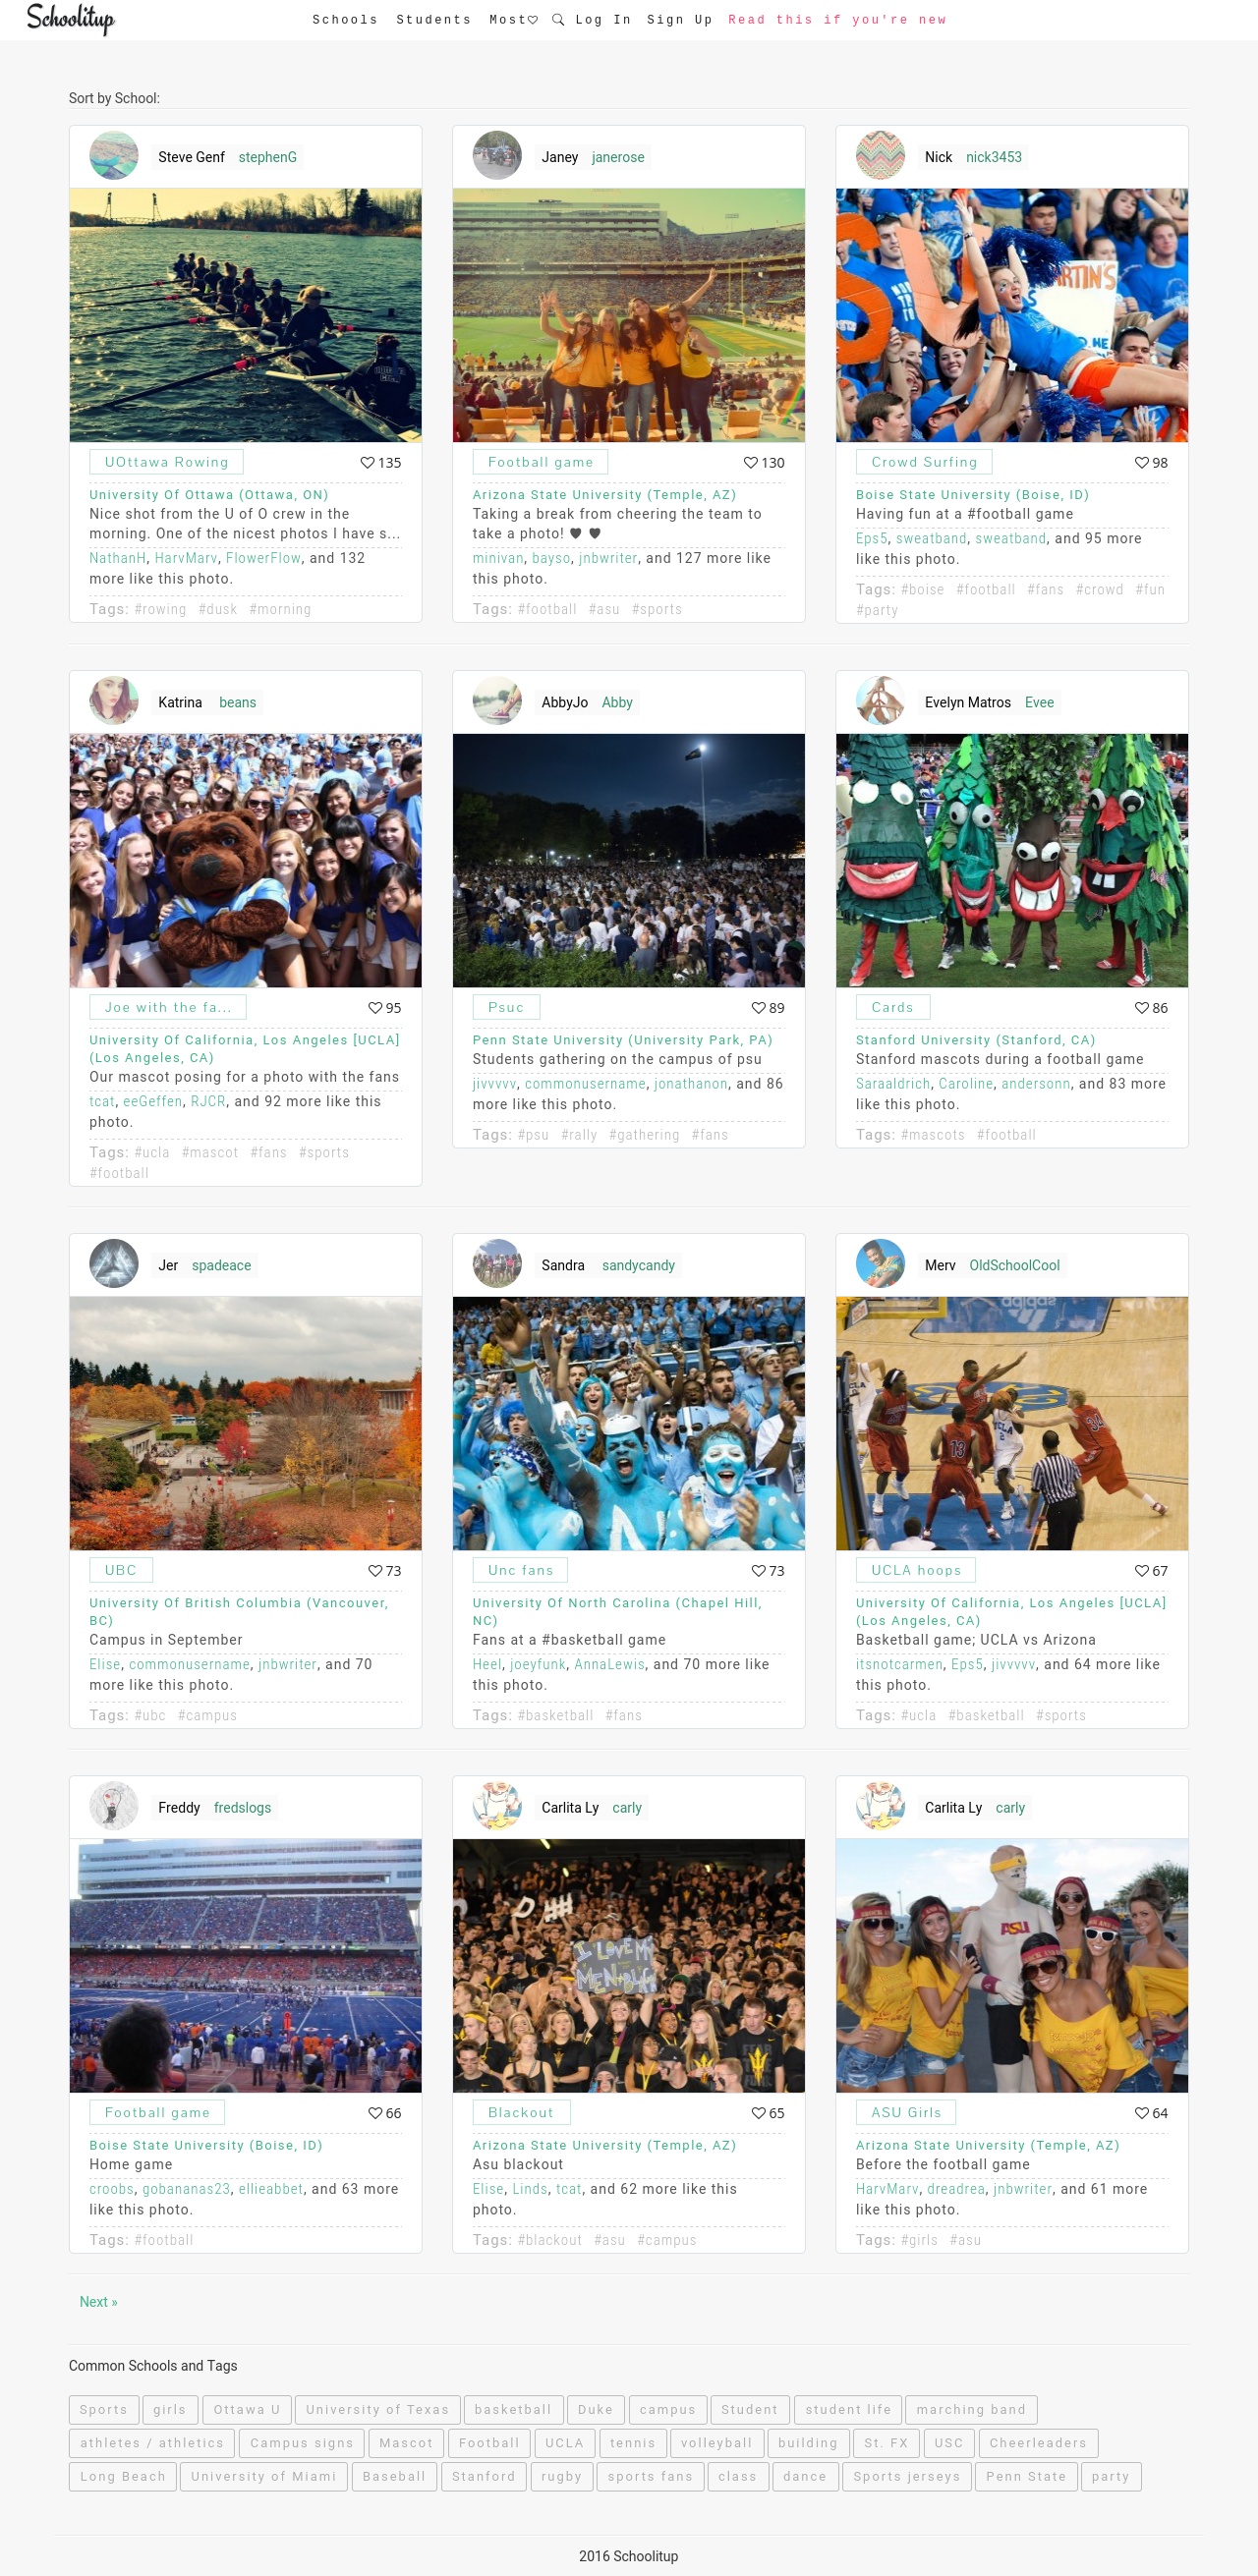 Schoolitup
Schools Students Most♡ Log In Sign Up Read this if you're new
Sort by School:
Steve Genf stephenG
UOttawa Rowing 135
University Of Ottawa (Ottawa, ON)
Nice shot from the U of O crew in the
morning. One of the nicest photos I have s...
NathanH, HarvMarv, FlowerFlow, and 132
more like this photo.
Tags: #rowing #dusk #morning
Janey janerose
Football game 130
Arizona State University (Temple, AZ)
Taking a break from cheering the team to
take a photo! ♥ ♥
minivan, bayso, jnbwriter, and 127 more like
this photo.
Tags: #football #asu #sports
Nick nick3453
Crowd Surfing 98
Boise State University (Boise, ID)
Having fun at a #football game
Eps5, sweatband, sweatband, and 95 more
like this photo.
Tags: #boise #football #fans #crowd #fun
#party
Katrina beans
Joe with the fa... 95
University Of California, Los Angeles [UCLA]
(Los Angeles, CA)
Our mascot posing for a photo with the fans
tcat, eeGeffen, RJCR, and 92 more like this
photo.
Tags: #ucla #mascot #fans #sports
#football
AbbyJo Abby
Psuc 89
Penn State University (University Park, PA)
Students gathering on the campus of psu
jivvvvv, commonusername, jonathanon, and 86
more like this photo.
Tags: #psu #rally #gathering #fans
Evelyn Matros Evee
Cards 86
Stanford University (Stanford, CA)
Stanford mascots during a football game
Saraaldrich, Caroline, andersonn, and 83 more
like this photo.
Tags: #mascots #football
Jer spadeace
UBC 73
University Of British Columbia (Vancouver,
BC)
Campus in September
Elise, commonusername, jnbwriter, and 70
more like this photo.
Tags: #ubc #campus
Sandra sandycandy
Unc fans 73
University Of North Carolina (Chapel Hill,
NC)
Fans at a #basketball game
Heel, joeyfunk, AnnaLewis, and 70 more like
this photo.
Tags: #basketball #fans
Merv OldSchoolCool
adidas
13
34
UCLA hoops 67
University Of California, Los Angeles [UCLA]
(Los Angeles, CA)
Basketball game; UCLA vs Arizona
itsnotcarmen, Eps5, jivvvvv, and 64 more like
this photo.
Tags: #ucla #basketball #sports
Freddy fredslogs
Football game 66
Boise State University (Boise, ID)
Home game
croobs, gobananas23, ellieabbet, and 63 more
like this photo.
Tags: #football
Carlita Ly carly
I LOVE MY
Blackout 65
Arizona State University (Temple, AZ)
Asu blackout
Elise, Linds, tcat, and 62 more like this
photo.
Tags: #blackout #asu #campus
Carlita Ly carly
ASU
ASU Girls 64
Arizona State University (Temple, AZ)
Before the football game
HarvMarv, dreadrea, jnbwriter, and 61 more
like this photo.
Tags: #girls #asu
Next »
Common Schools and Tags
Sports girls Ottawa U University of Texas basketball Duke campus Student student life marching band
athletes / athletics Campus signs Mascot Football UCLA tennis volleyball building St. FX USC Cheerleaders
Long Beach University of Miami Baseball Stanford rugby sports fans class dance Sports jerseys Penn State party
2016 Schoolitup